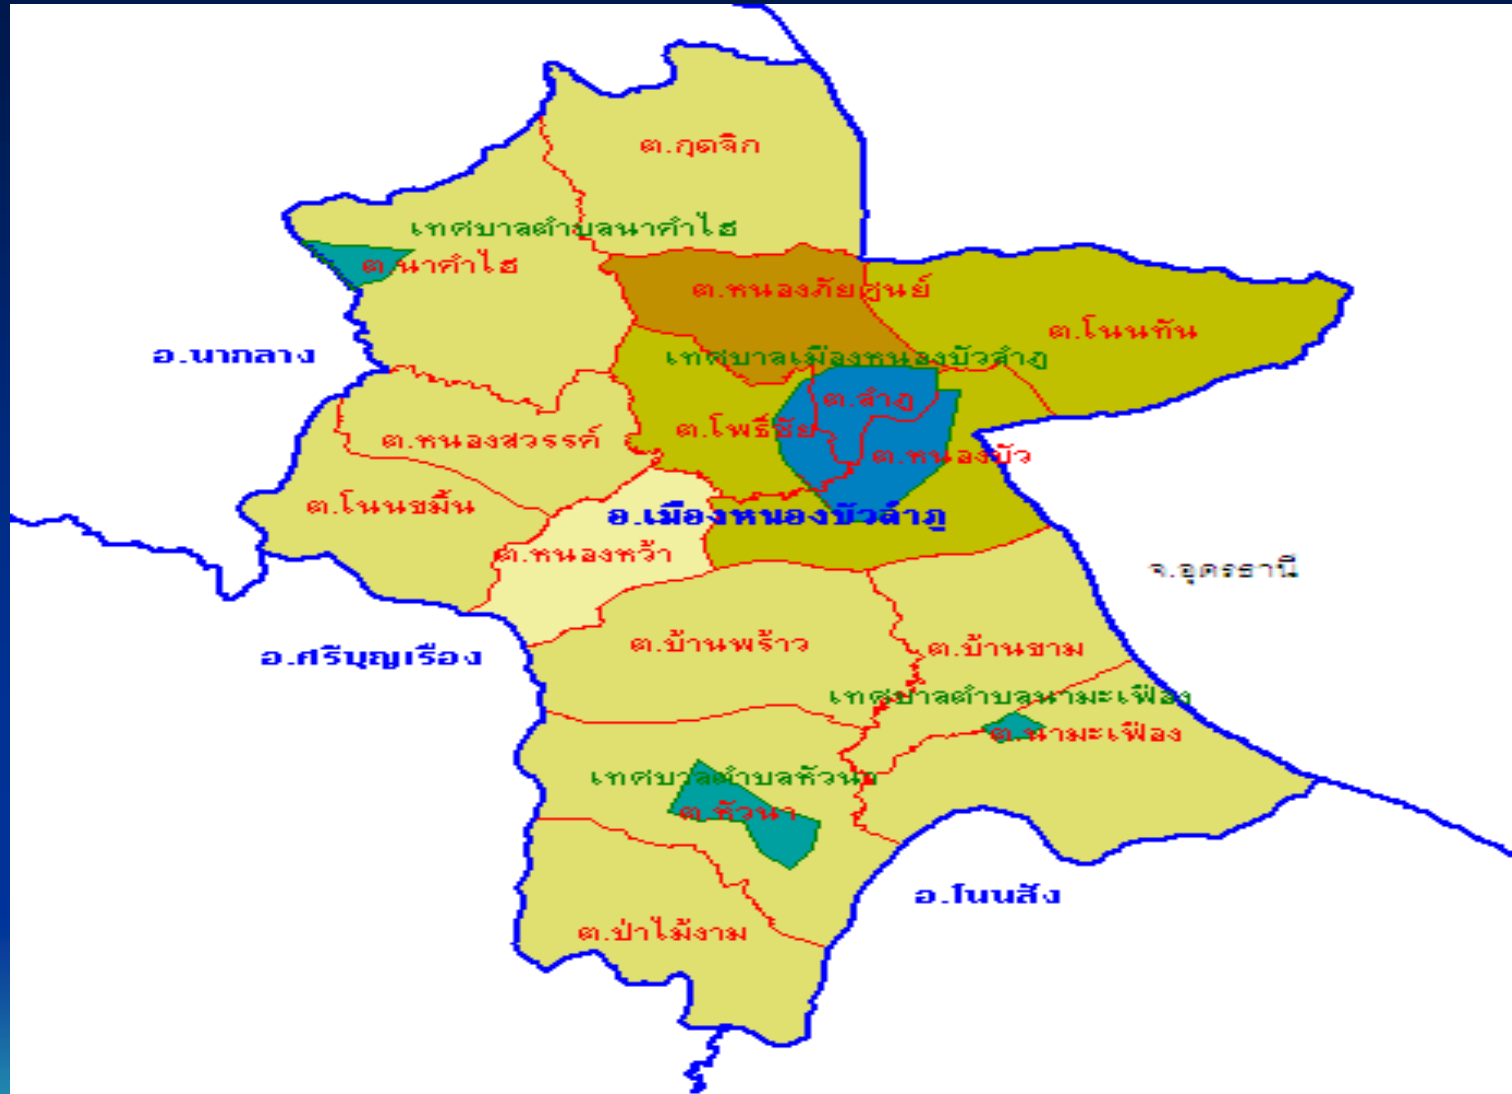 ต.กุดจิก
เทศบาลตำบลนาคำไฮ
ต.นาคำไฮ
ต.หนองภัยศูนย์
ต.โนนทัน
อ.นากลาง
เทศบาลเมืองหนองบัวลำภู
ต.ลำภู
ต.โพธิ์ชัย
ต.หนองสวรรค์
ต.หนองบัว
ต.โนนขมิ้น
อ.เมืองหนองบัวลำภู
ต.หนองหว้า
จ.อุดรธานี
อ.ศรีบุญเรือง
ต.บ้านพร้าว
ต.บ้านขาม
เทศบาลตำบลนามะเฟือง
ต.นามะเฟือง
เทศบาลตำบลหัวนา
ต.หัวนา
อ.โนนสัง
ต.ป่าไม้งาม